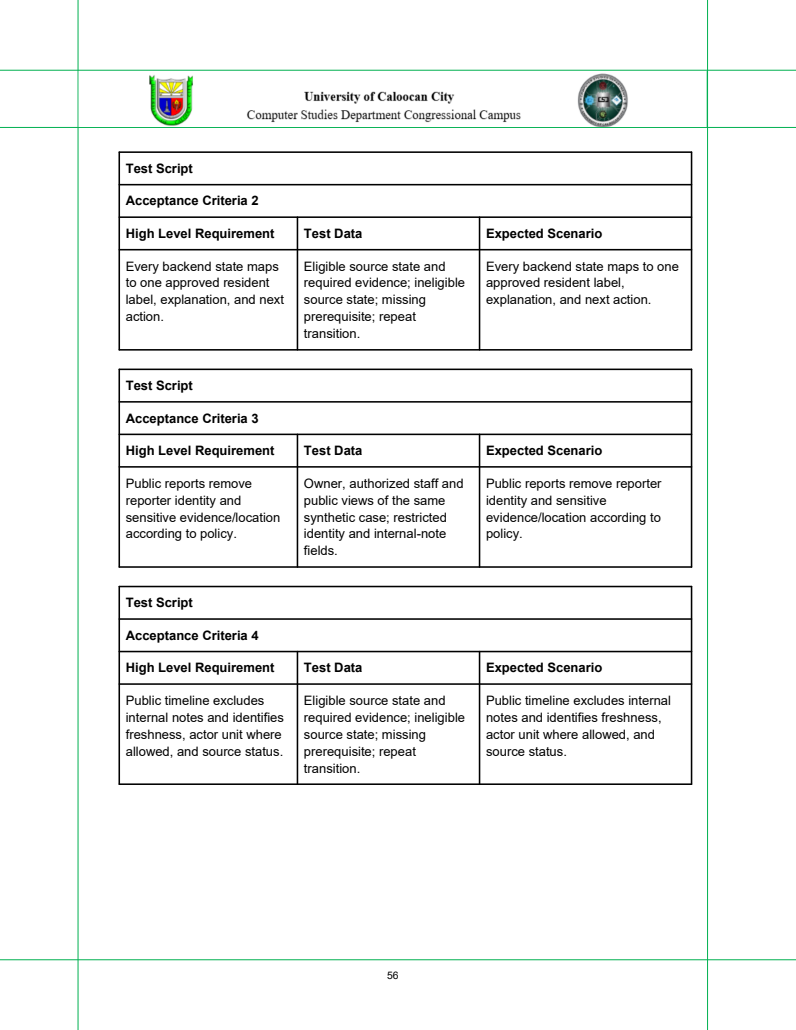 University of Caloocan City
Computer Studies Department Congressional Campus
Test Script
Acceptance Criteria 2
High Level Requirement
Test Data
Expected Scenario
Every backend state maps
to one approved resident
label, explanation, and next
action.
Eligible source state and
required evidence; ineligible
source state; missing
prerequisite; repeat
transition.
Every backend state maps to one
approved resident label,
explanation, and next action.
Test Script
Acceptance Criteria 3
High Level Requirement
Test Data
Expected Scenario
Public reports remove
reporter identity and
sensitive evidence/location
according to policy.
Owner, authorized staff and
public views of the same
synthetic case; restricted
identity and internal-note
fields.
Public reports remove reporter
identity and sensitive
evidence/location according to
policy.
Test Script
Acceptance Criteria 4
High Level Requirement
Test Data
Expected Scenario
Public timeline excludes
internal notes and identifies
freshness, actor unit where
allowed, and source status.
Eligible source state and
required evidence; ineligible
source state; missing
prerequisite; repeat
transition.
Public timeline excludes internal
notes and identifies freshness,
actor unit where allowed, and
source status.
56